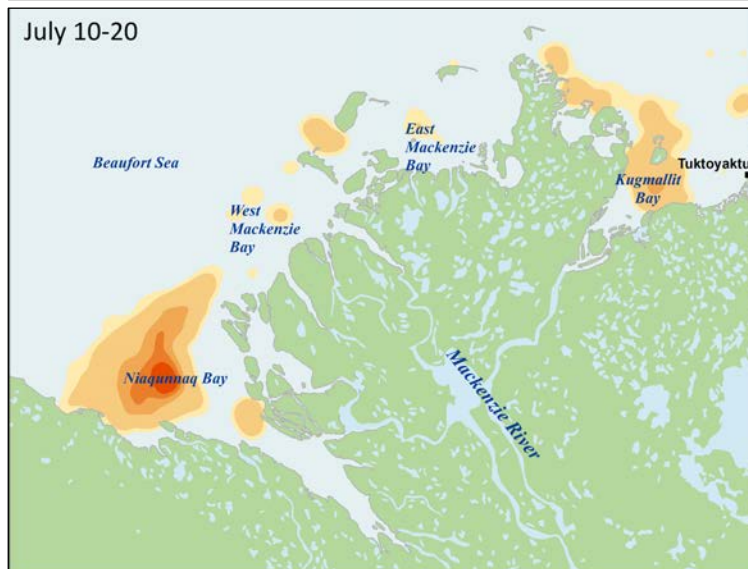 July 10-20
Beaufort Sea
East
Mackenzie
Bay
Tuktoyaktu
Kugmallit
Bay
West
Mackenzie
Bay
Niaqunnaq Bay
Mackenzie River